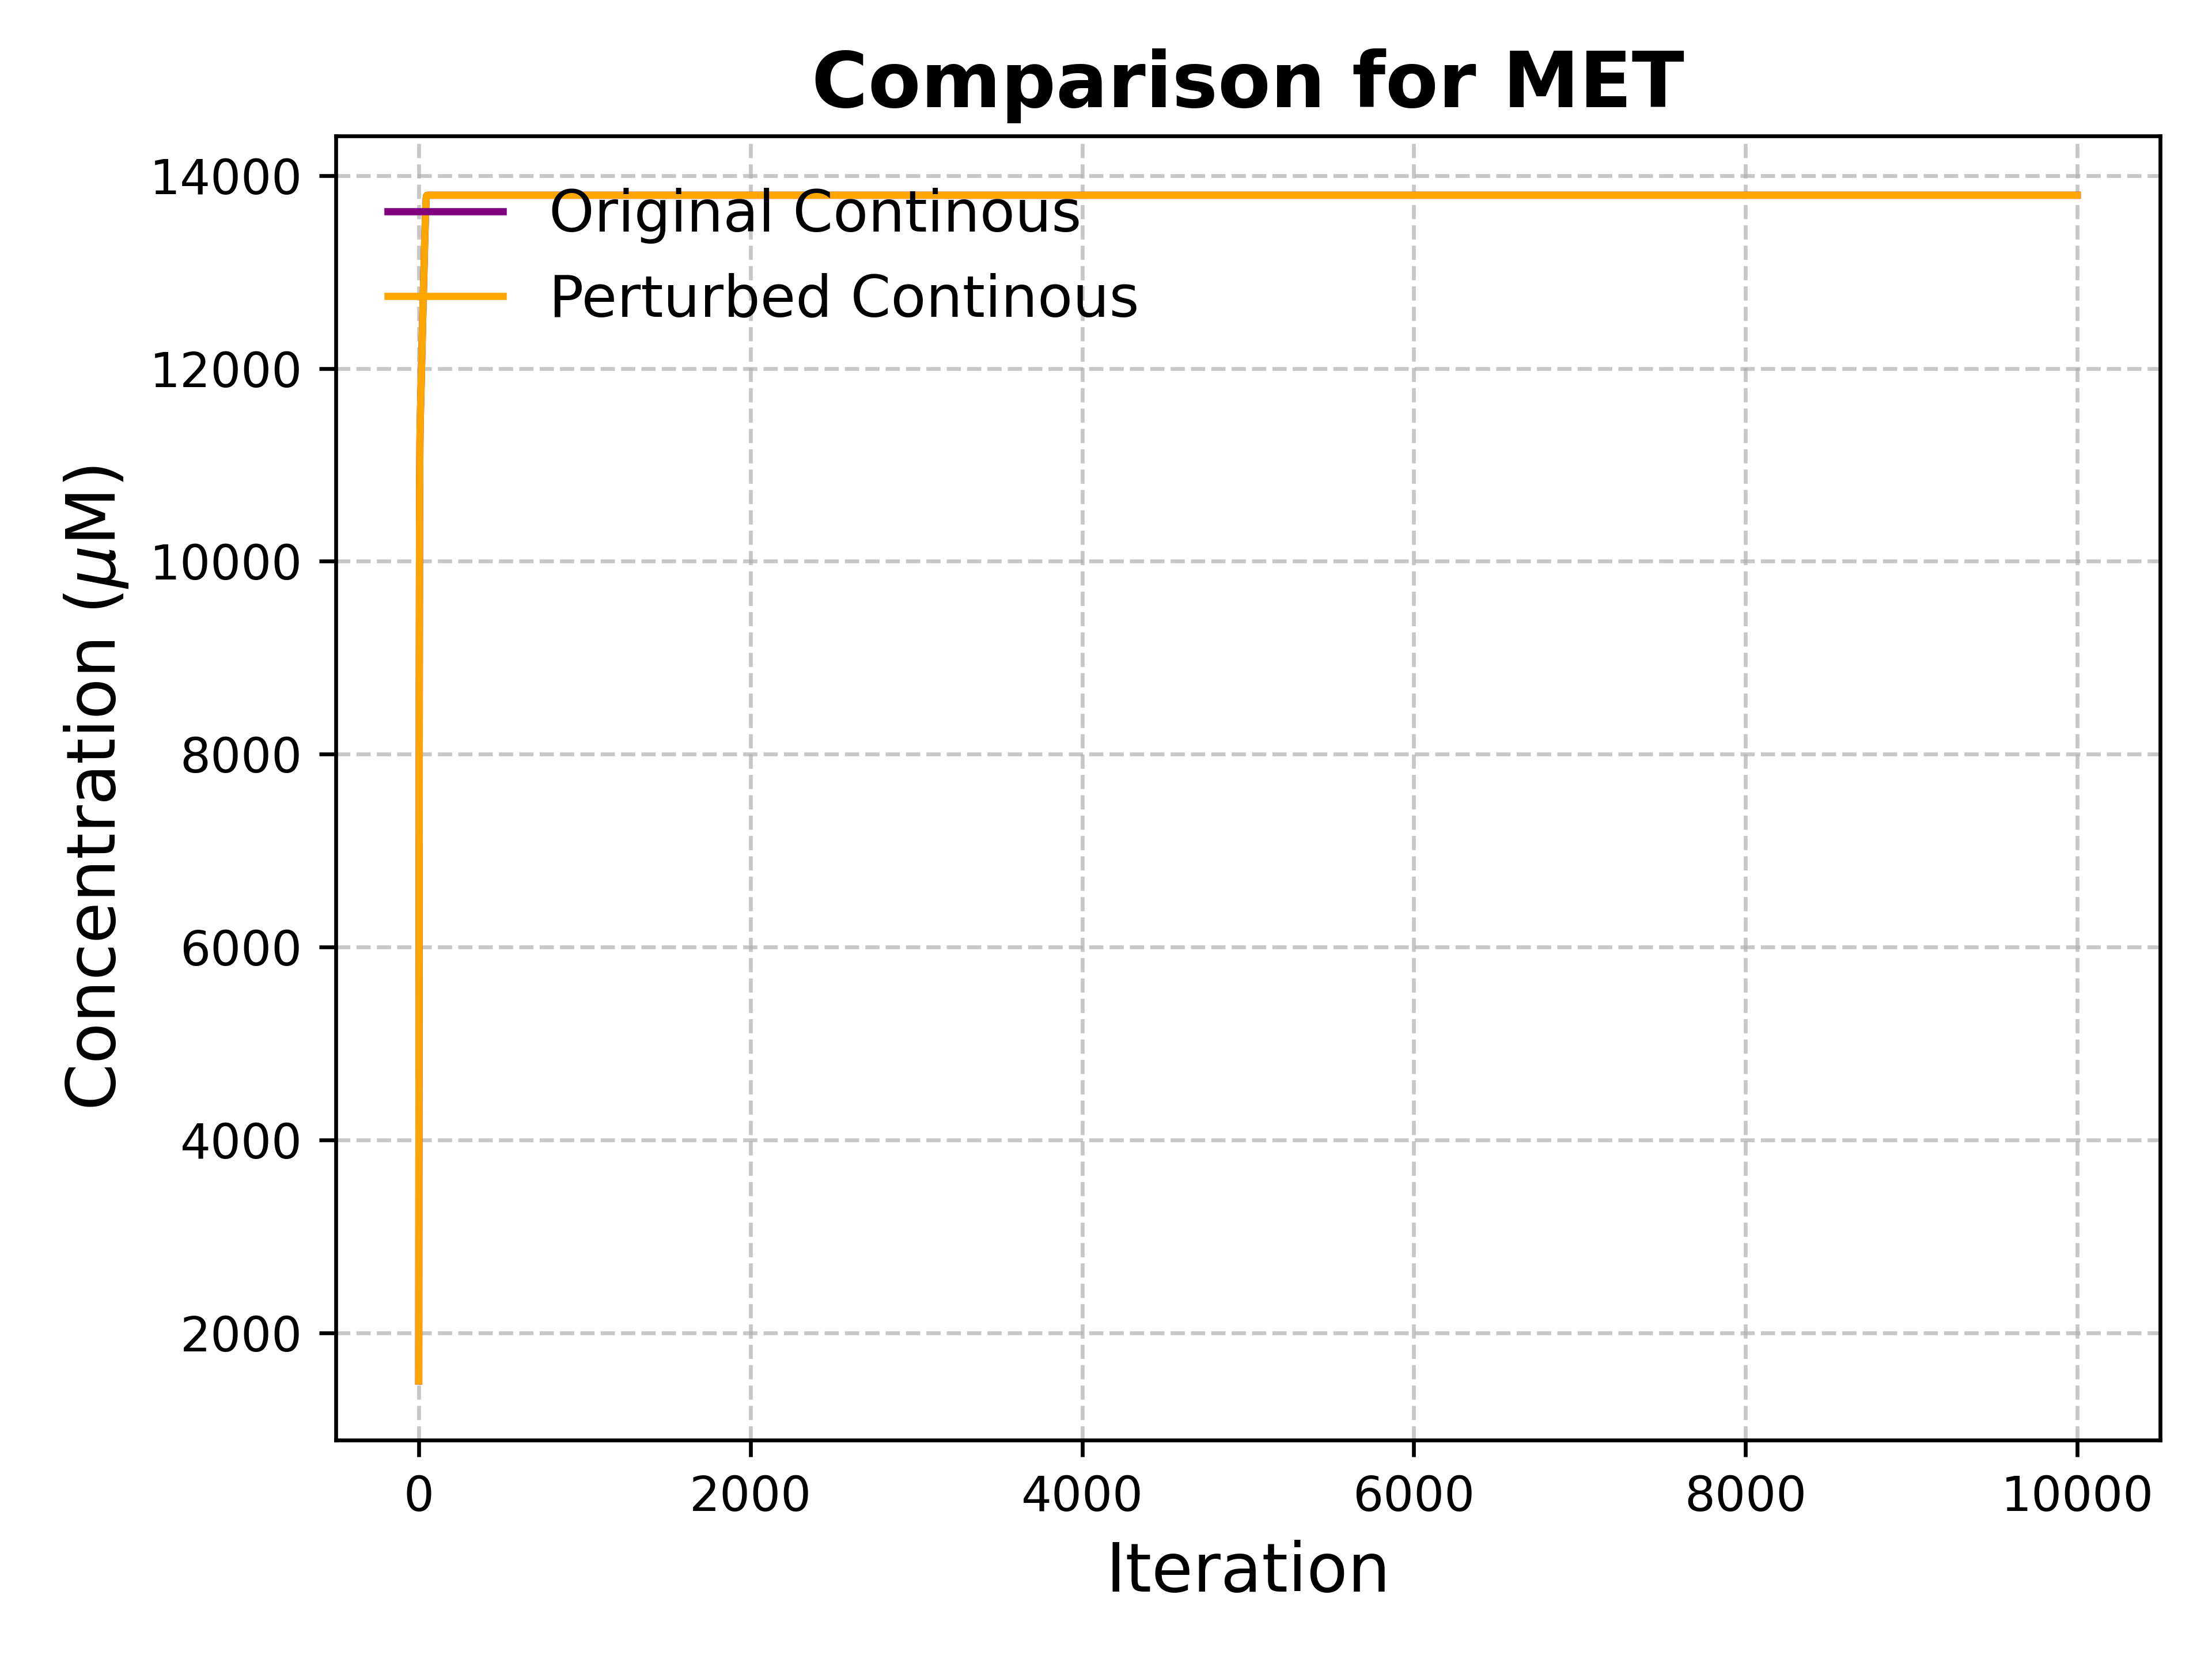 Comparison for MET
14000
12000
10000
8000
6000
4000
2000
Concentration (μM)
Original Continous
Perturbed Continous
0 2000 4000 6000 8000 10000
Iteration